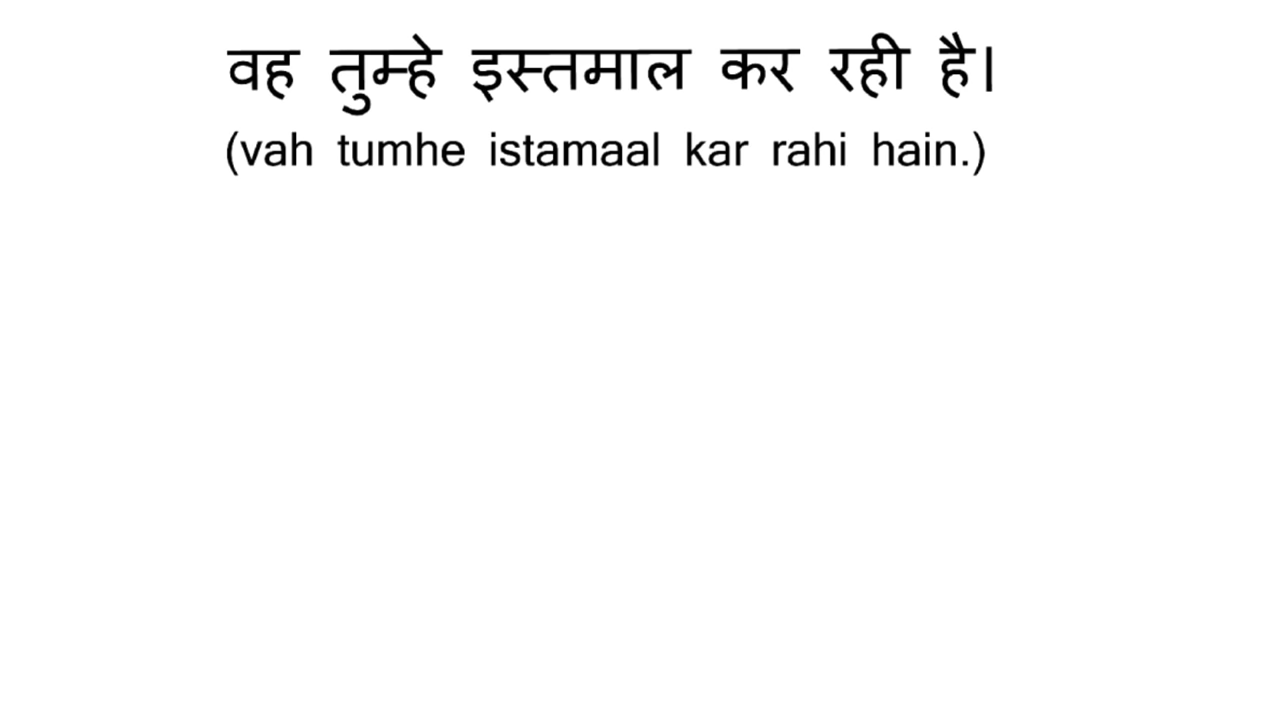 वह तुम्हे इस्तमाल कर रही है।
(vah tumhe istamaal kar rahi hain.)